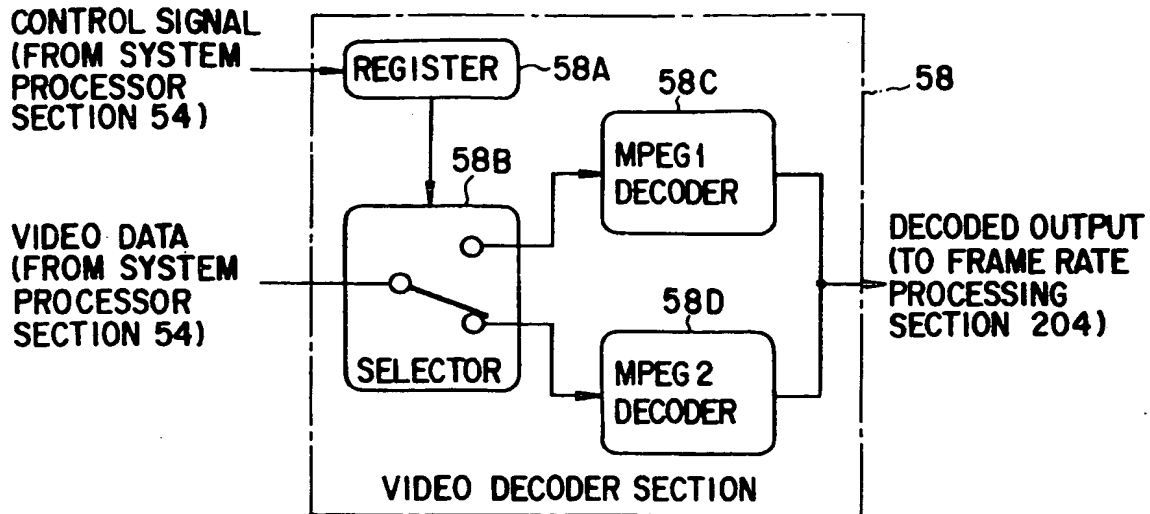 CONTROL SIGNAL
(FROM SYSTEM
PROCESSOR
SECTION 54)
REGISTER
58A
58C
58
MPEG1
DECODER
58B
VIDEO DATA
(FROM SYSTEM
PROCESSOR
SECTION 54)
SELECTOR
DECODED OUTPUT
(TO FRAME RATE
PROCESSING
SECTION 204)
58D
MPEG2
DECODER
VIDEO DECODER SECTION